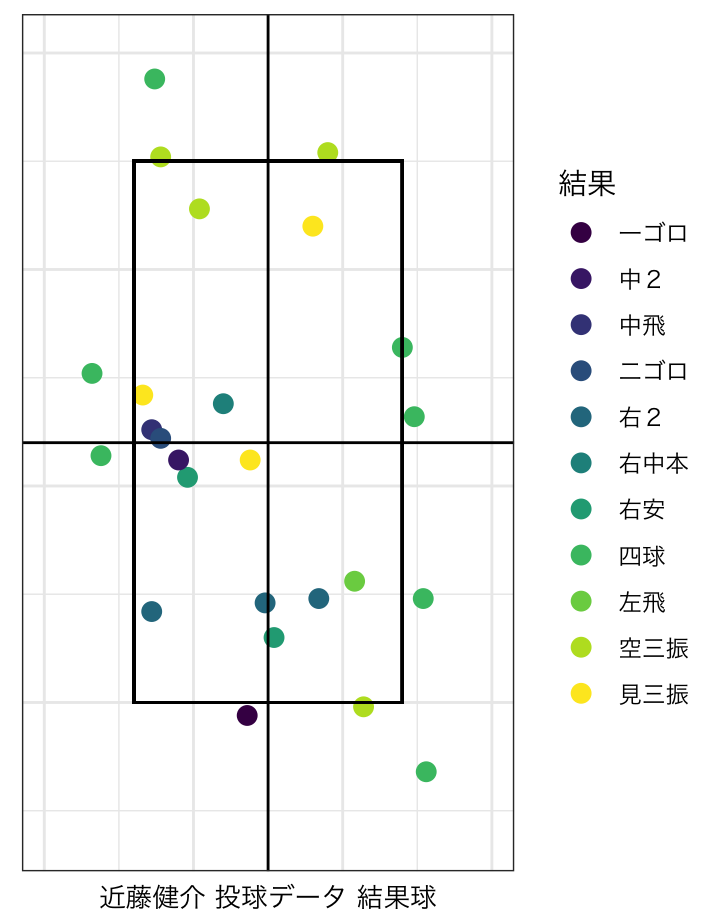 結果
一ゴロ
中２
中飛
二ゴロ
右２
右中本
右安
四球
左飛
空三振
見三振
近藤健介 投球データ 結果球